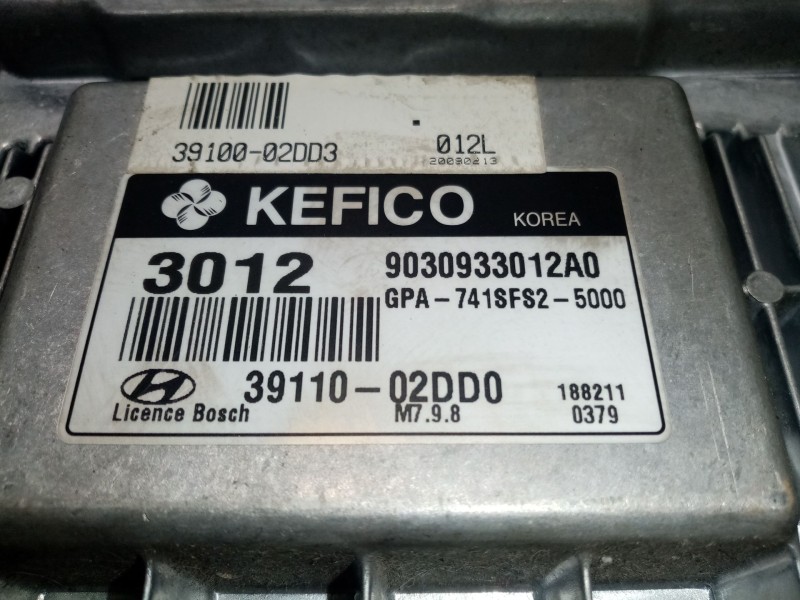 39100-02DD3
012L
20090213
KEFICO
KOREA
3012
9030933012A0
GPA-741SFS2-5000
39110-02DD0
188211
Licence Bosch
M7.9.8
0379